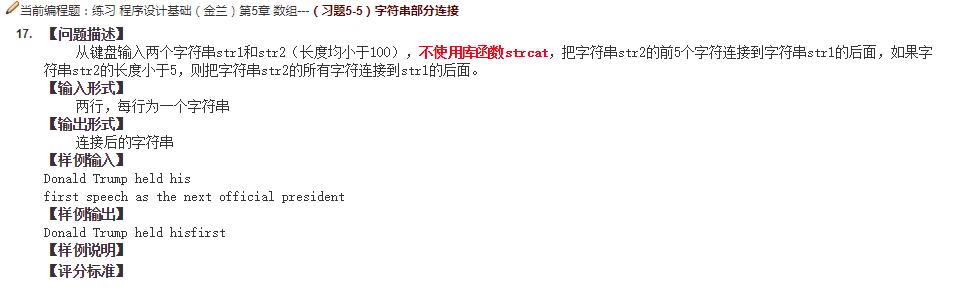 当前编程题：练习 程序设计基础（金兰）第5章 数组---（习题5-5）字符串部分连接
17. 【问题描述】
从键盘输入两个字符串str1和str2（长度均小于100），不使用库函数strcat，把字符串str2的前5个字符连接到字符串str1的后面，如果字
符串str2的长度小于5，则把字符串str2的所有字符连接到str1的后面。
【输入形式】
两行，每行为一个字符串
【输出形式】
连接后的字符串
【样例输入】
Donald Trump held his
first speech as the next official president
【样例输出】
Donald Trump held hisfirst
【样例说明】
【评分标准】